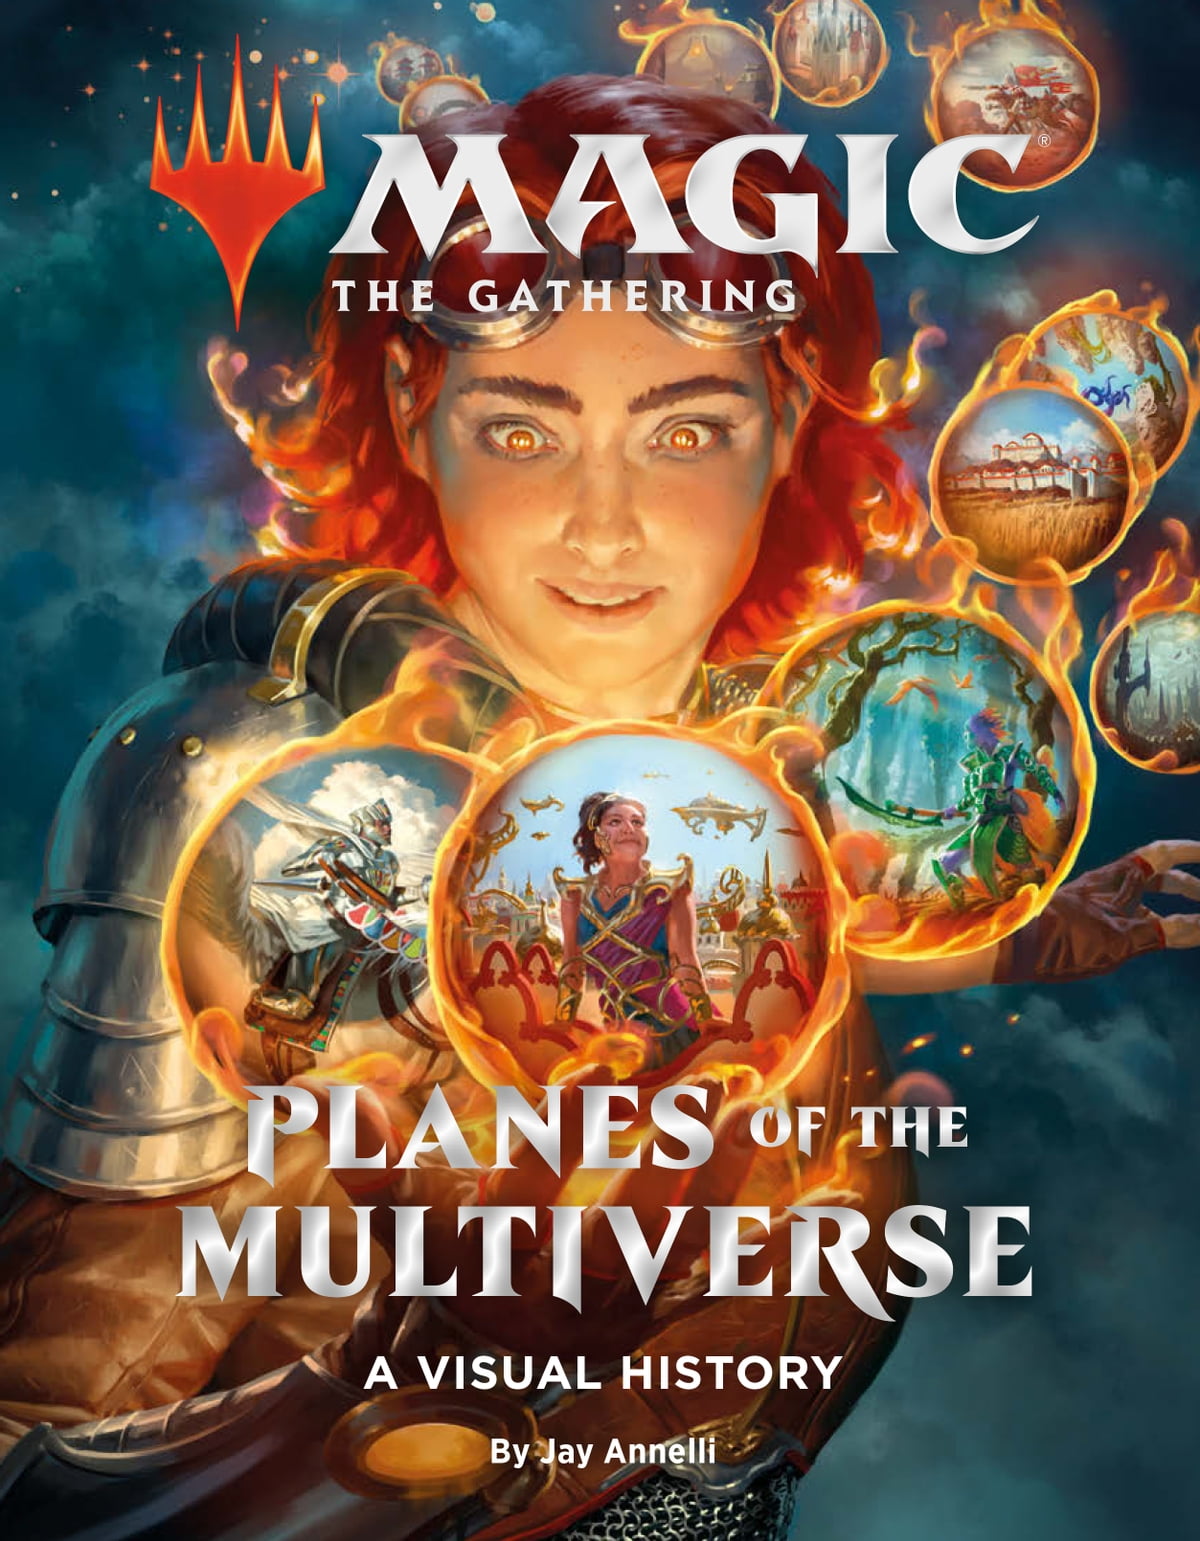 MAGIC®
THE GATHERING
PLANES OF THE
MULTIVERSE
A VISUAL HISTORY
By Jay Annelli